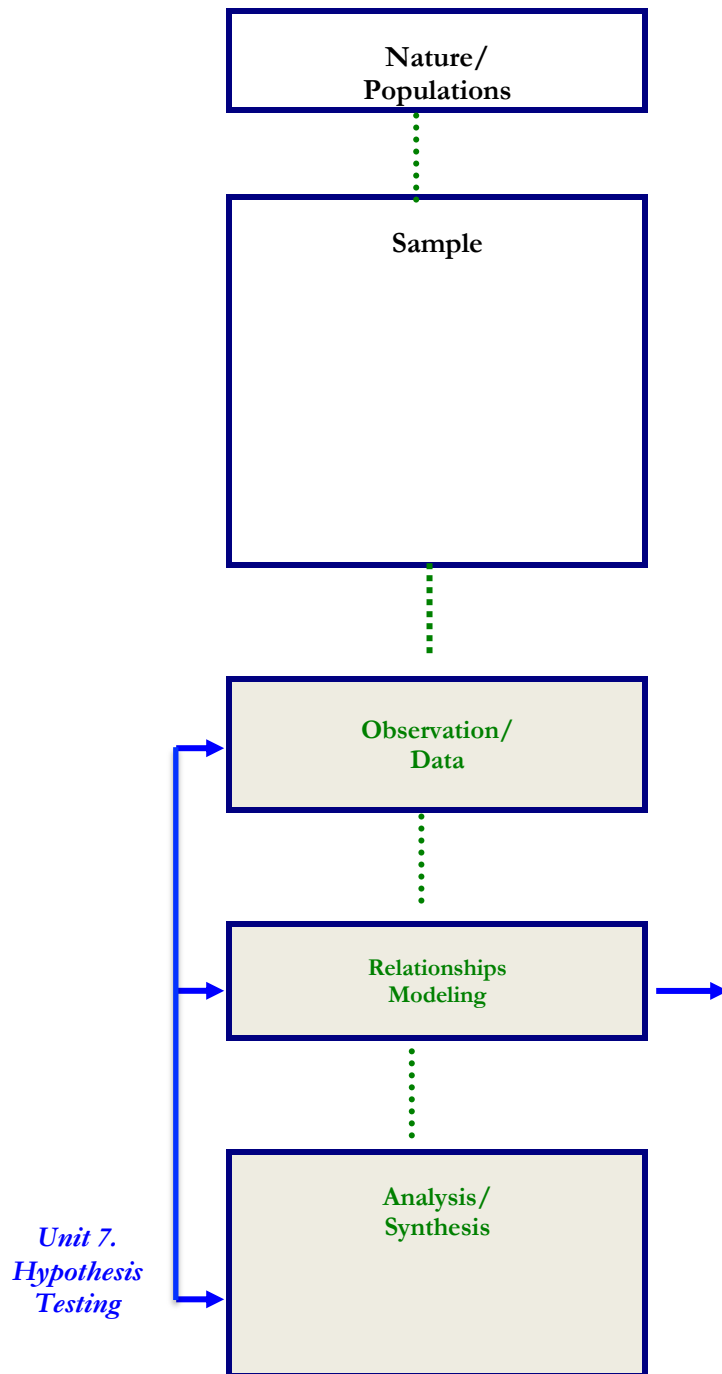 Nature/
Populations
Sample
Observation/
Data
Relationships
Modeling
Analysis/
Synthesis
Unit 7.
Hypothesis
Testing